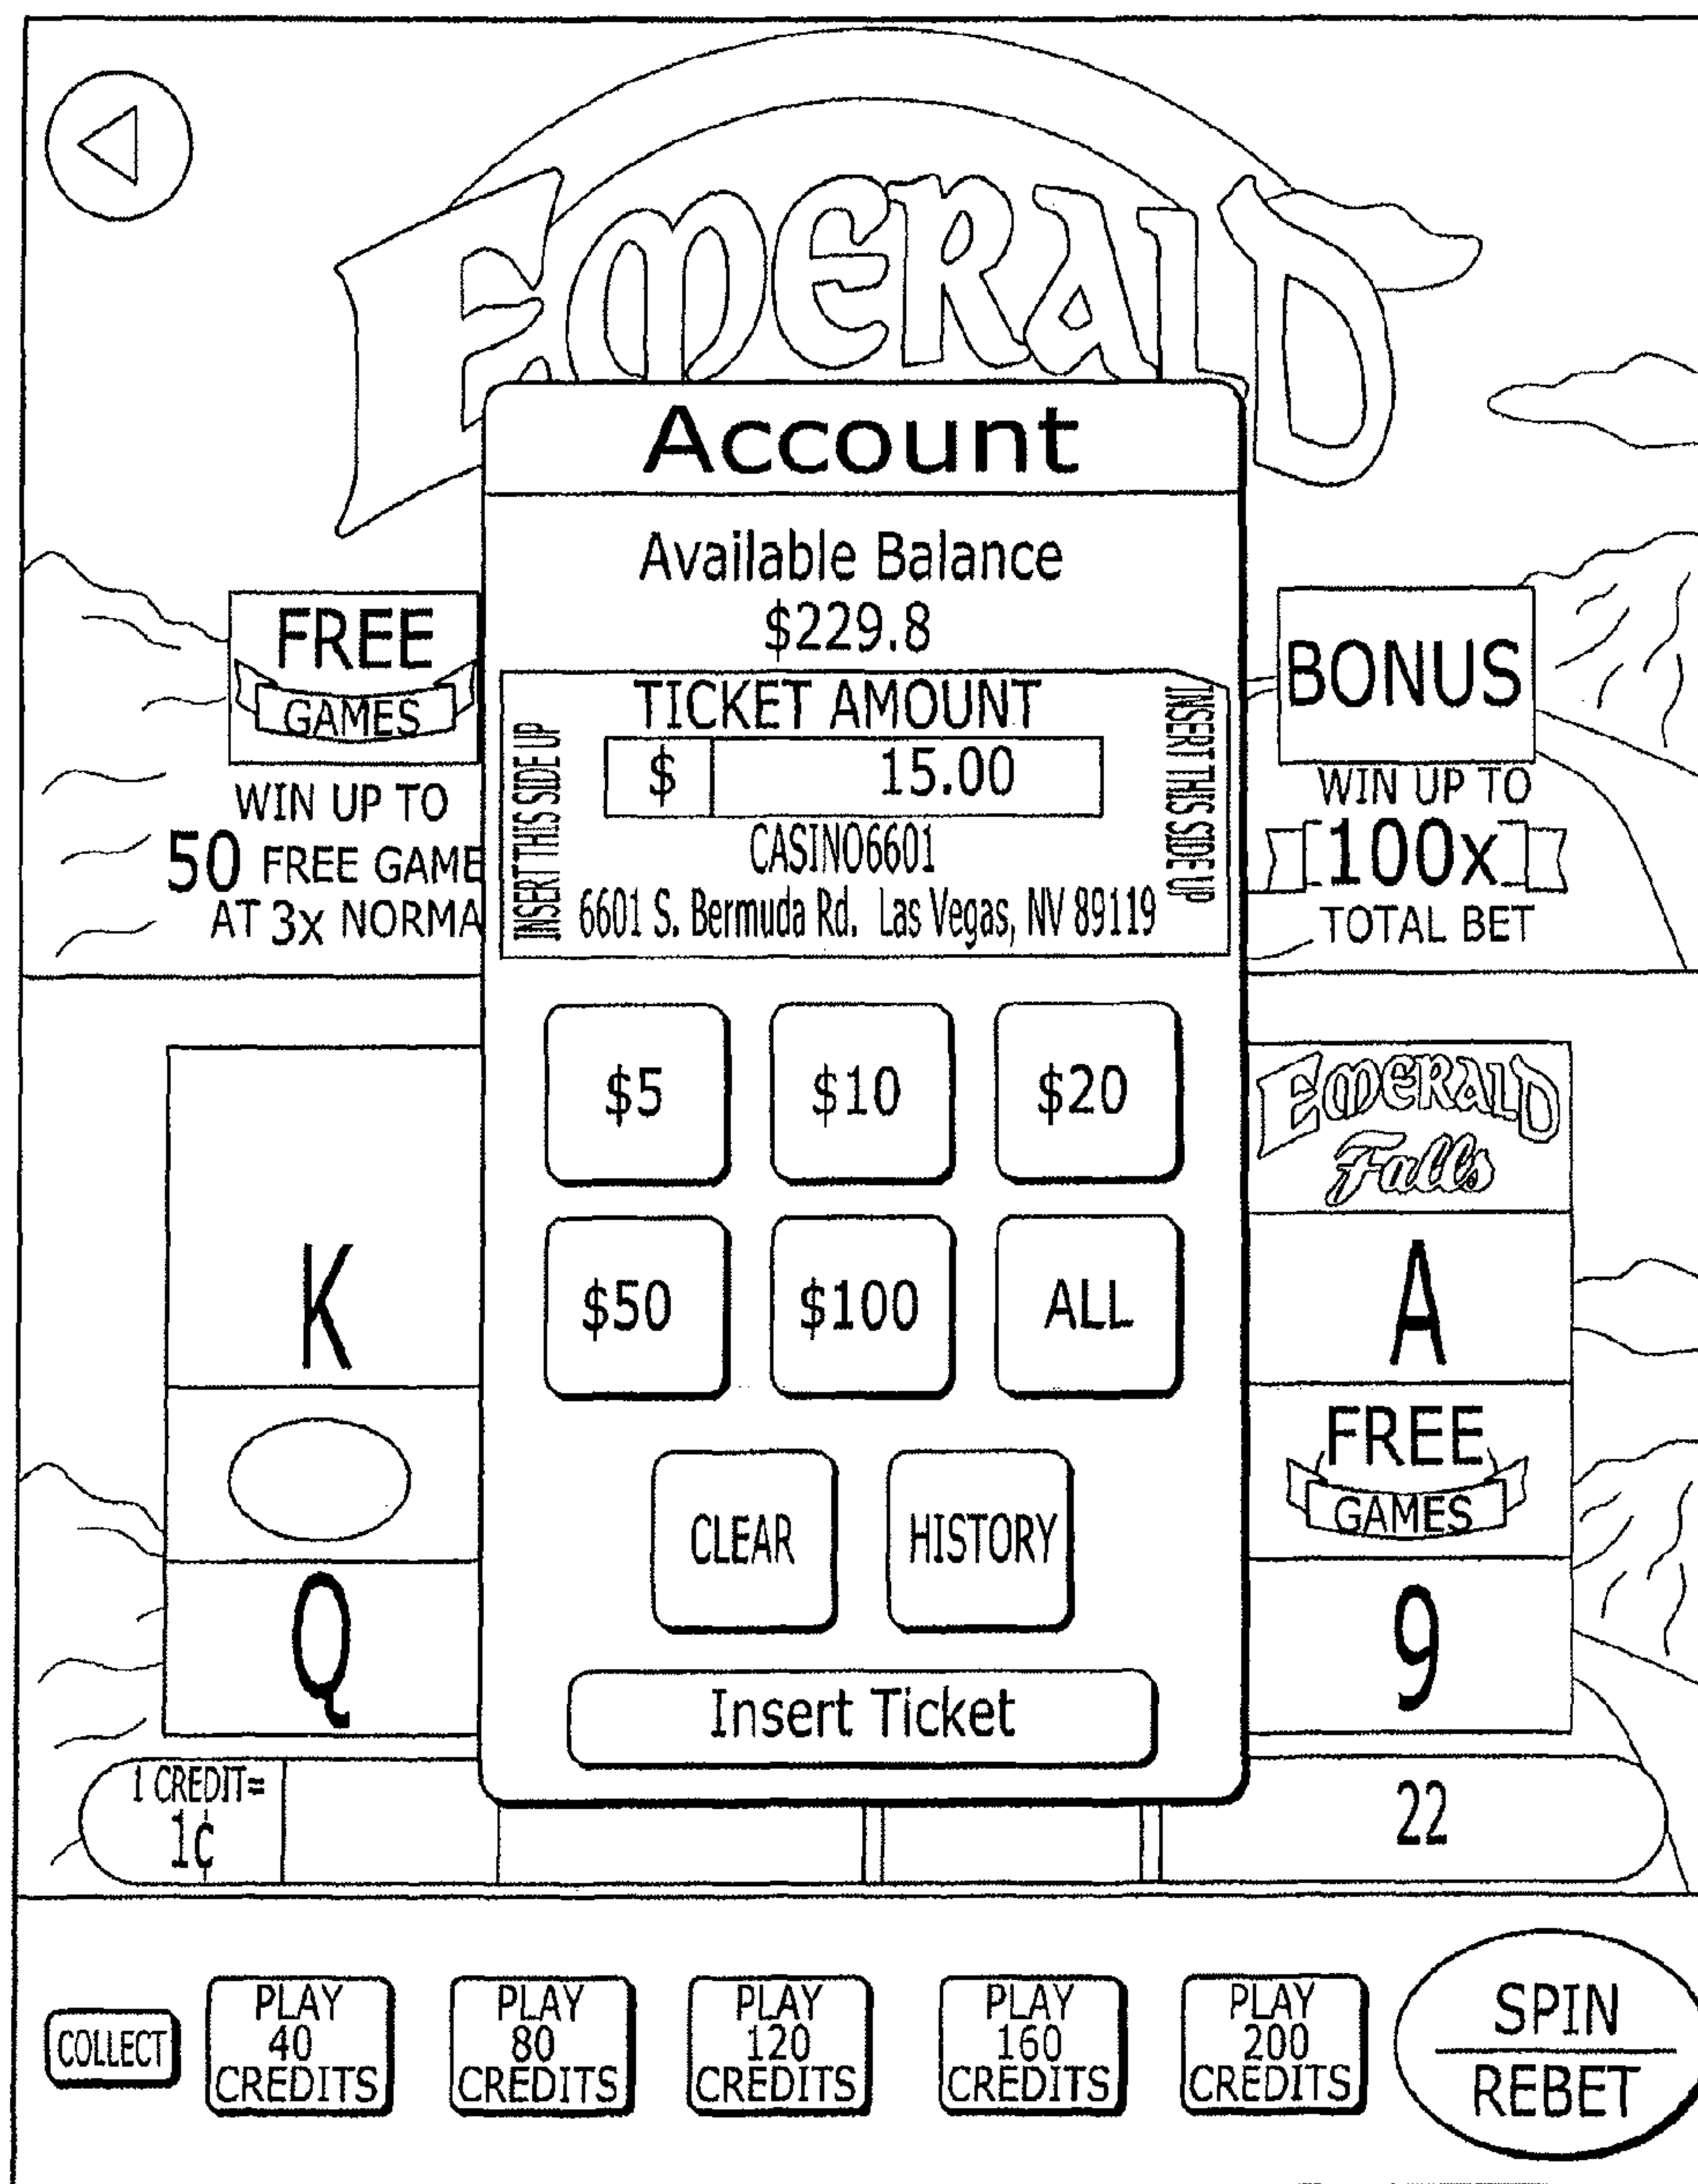 EMERALD
Account
Available Balance
$229.8
FREE
GAMES
WIN UP TO
50 FREE GAME
AT 3x NORMA
INSERT THIS SIDE UP
TICKET AMOUNT
$ 15.00
CASINO6601
6601 S. Bermuda Rd. Las Vegas, NV 89119
INSERT THIS SIDE UP
BONUS
WIN UP TO
100x
TOTAL BET
$5 $10 $20
$50 $100 ALL
CLEAR HISTORY
Insert Ticket
K
Q
EMERALD
Falls
A
FREE
GAMES
9
1 CREDIT=
1¢
22
COLLECT
PLAY
40
CREDITS
PLAY
80
CREDITS
PLAY
120
CREDITS
PLAY
160
CREDITS
PLAY
200
CREDITS
SPIN
REBET